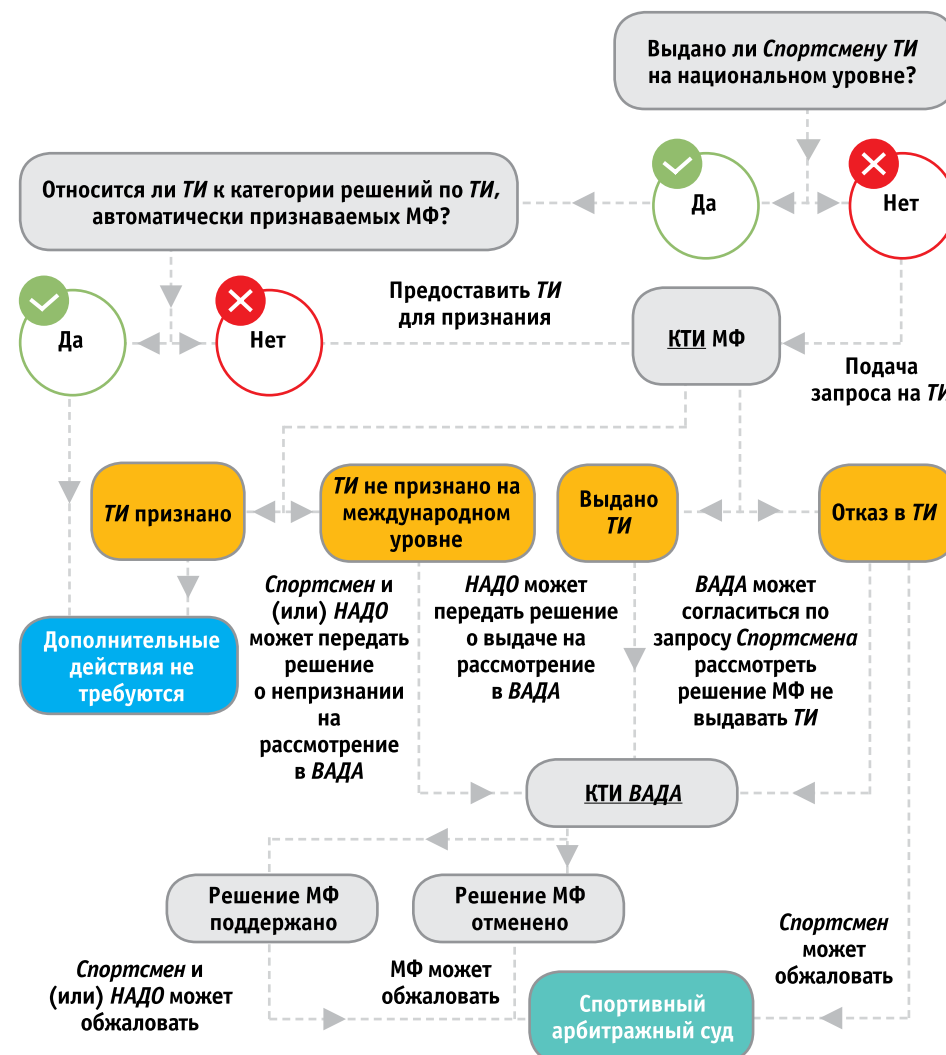 Выдано ли Спортсмену ТИ
на национальном уровне?
Да
Нет
Относится ли ТИ к категории решений по ТИ,
автоматически признаваемых МФ?
Да
Нет
Предоставить ТИ
для признания
КТИ МФ
Подача
запроса на ТИ
ТИ признано
ТИ не признано на
международном
уровне
Выдано
ТИ
Отказ в ТИ
Дополнительные
действия не
требуются
Спортсмен и
(или) НАДО
может передать
решение
о непризнании
на
рассмотрение
в ВАДА
НАДО может
передать решение
о выдаче на
рассмотрение
в ВАДА
ВАДА может
согласиться по
запросу Спортсмена
рассмотреть
решение МФ не
выдавать ТИ
КТИ ВАДА
Решение МФ
поддержано
Решение МФ
отменено
Спортсмен и
(или) НАДО может
обжаловать
МФ может
обжаловать
Спортсмен
может
обжаловать
Спортивный
арбитражный суд